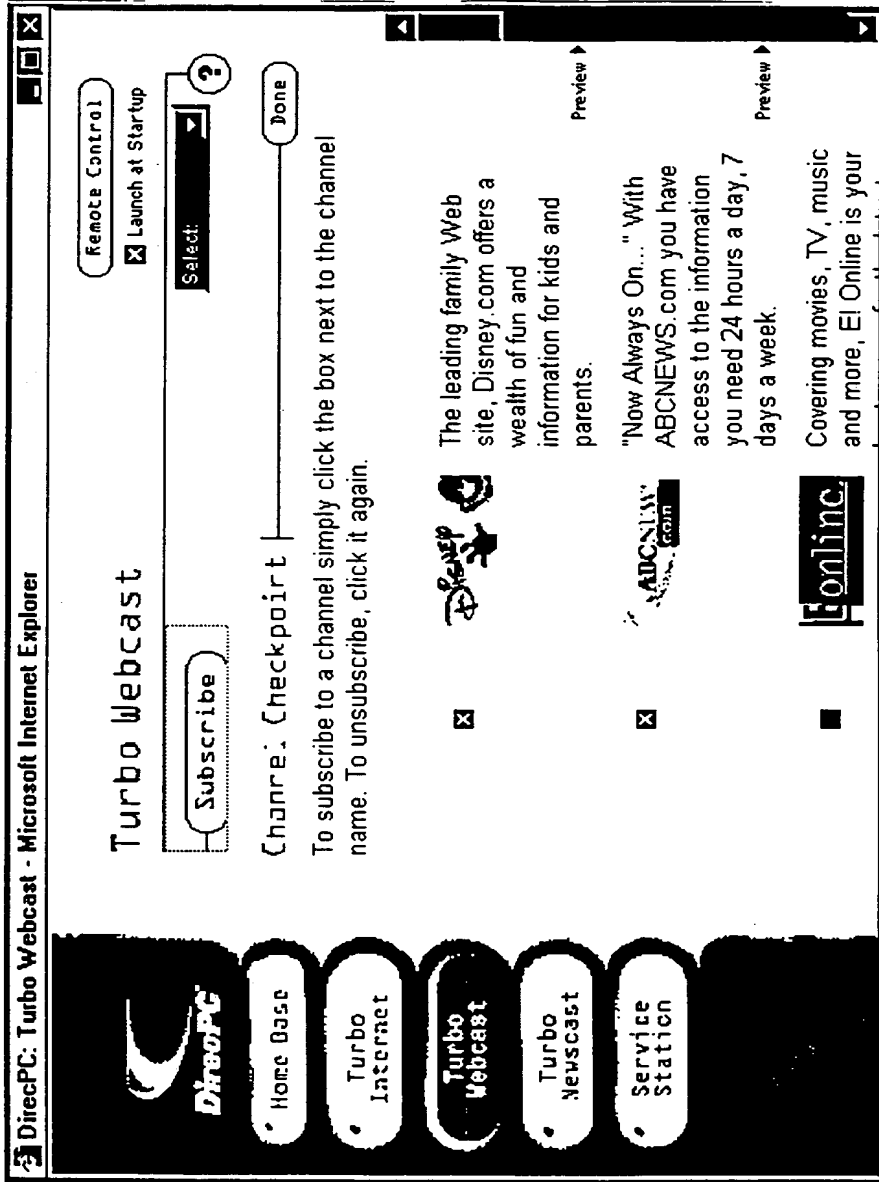 DirecPC: Turbo Webcast - Microsoft Internet Explorer
DirecPC
Home Base
Turbo
Internet
Turbo
Webcast
Turbo
Newscast
Service
Station
Turbo Webcast
Remote Control
Launch at Startup
Subscribe
Select:
?
Channel Checkpoint
Done
To subscribe to a channel simply click the box next to the channel
name. To unsubscribe, click it again.
Disney
The leading family Web
site, Disney.com offers a
wealth of fun and
information for kids and
parents.
Preview
ABCNEWS
.com
"Now Always On..." With
ABCNEWS.com you have
access to the information
you need 24 hours a day, 7
days a week.
Preview
E!online.
Covering movies, TV, music
and more, E! Online is your